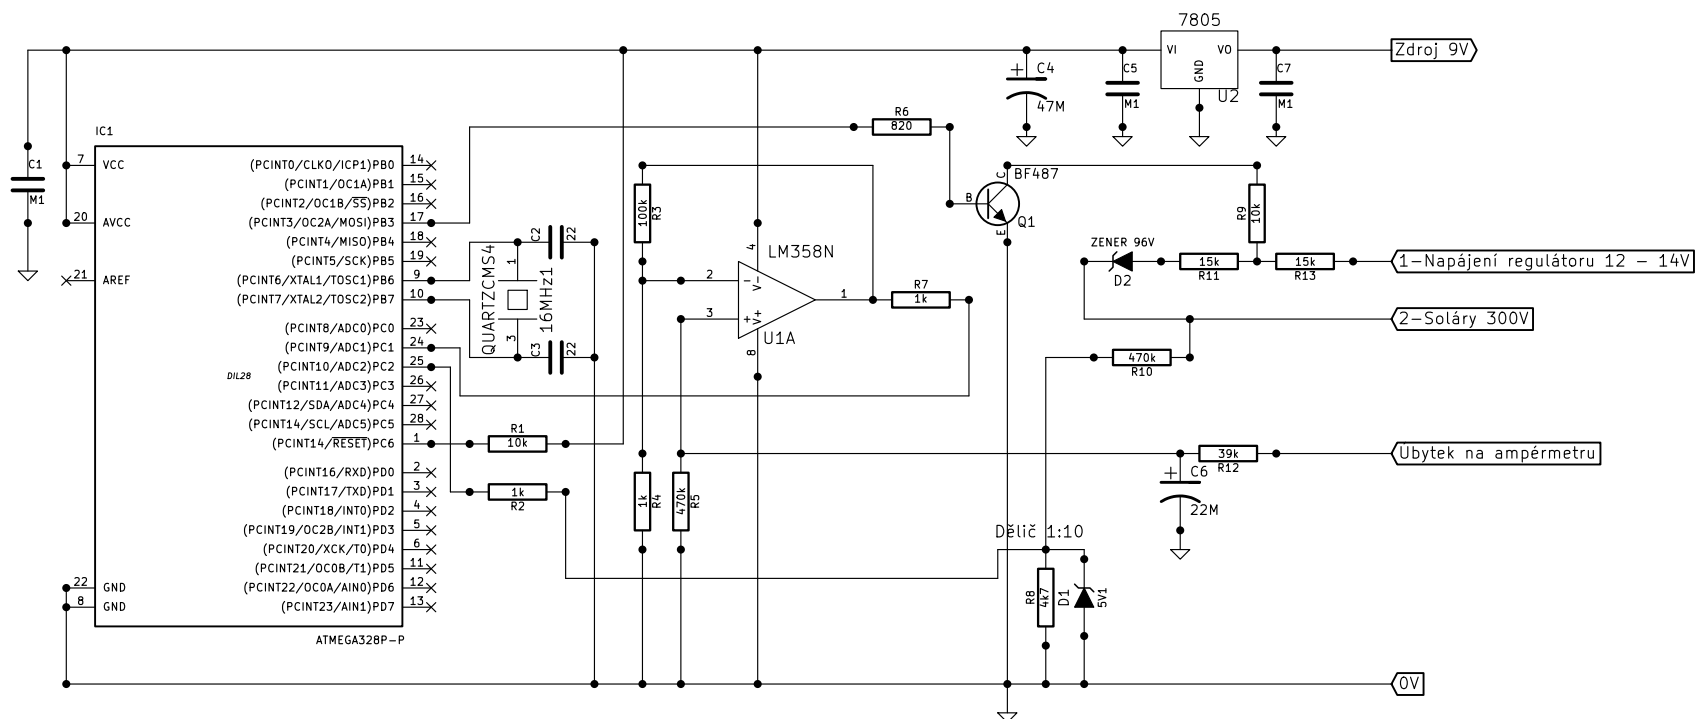 7805
VI
VO
GND
U2
Zdroj 9V
C4
47M
C5
M1
C7
M1
R6
820
IC1
C1
M1
7
VCC
20
AVCC
21
AREF
22
GND
8
GND
DIL28
ATMEGA328P-P
(PCINT0/CLKO/ICP1)PB0 14
(PCINT1/OC1A)PB1 15
(PCINT2/OC1B/SS)PB2 16
(PCINT3/OC2A/MOSI)PB3 17
(PCINT4/MISO)PB4 18
(PCINT5/SCK)PB5 19
(PCINT6/XTAL1/TOSC1)PB6 9
(PCINT7/XTAL2/TOSC2)PB7 10
(PCINT8/ADC0)PC0 23
(PCINT9/ADC1)PC1 24
(PCINT10/ADC2)PC2 25
(PCINT11/ADC3)PC3 26
(PCINT12/SDA/ADC4)PC4 27
(PCINT14/SCL/ADC5)PC5 28
(PCINT14/RESET)PC6 1
(PCINT16/RXD)PD0 2
(PCINT17/TXD)PD1 3
(PCINT18/INT0)PD2 4
(PCINT19/OC2B/INT1)PD3 5
(PCINT20/XCK/T0)PD4 6
(PCINT21/OC0B/T1)PD5 11
(PCINT22/OC0A/AIN0)PD6 12
(PCINT23/AIN1)PD7 13
C2
22
QUARTZCMS4
1
3
16MHz1
C3
22
R1
10k
1k
R2
100k
R3
1k
R4
470k
R5
LM358N
4
V-
2
-
3
+
V+
8
1
U1A
R7
1k
C
BF487
B
Q1
E
R9
10k
ZENER 96V
D2
15k
R11
15k
R13
1-Napájení regulátoru 12 - 14V
2-Soláry 300V
470k
R10
39k
R12
Úbytek na ampérmetru
C6
22M
Dělič 1:10
R8
4k7
D1
5V1
0V